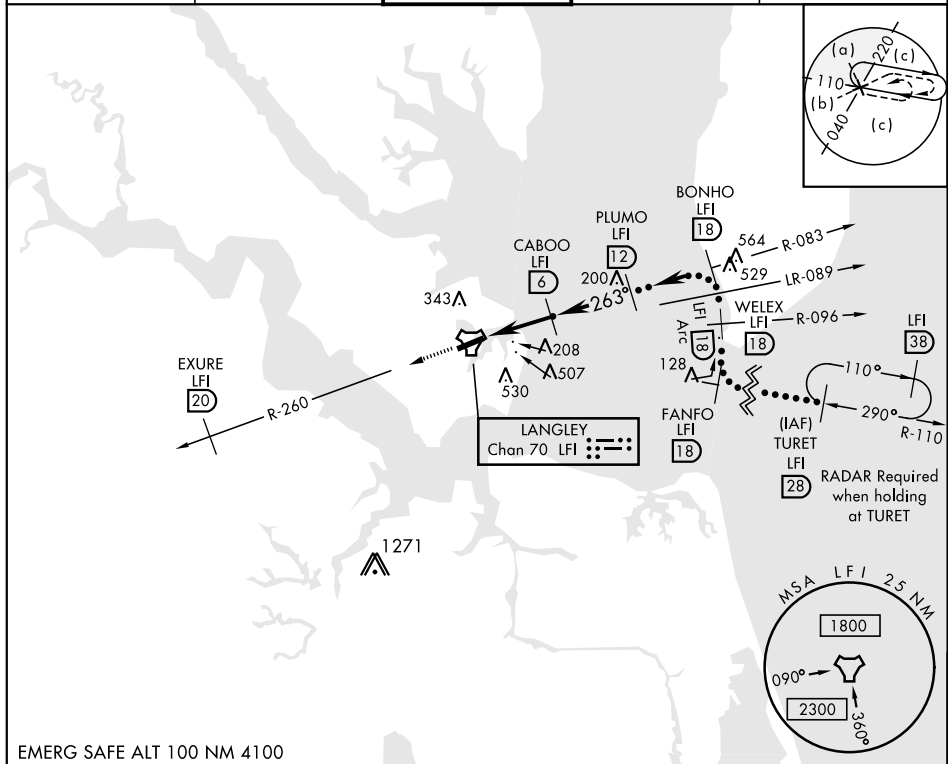 (a)
220
(c)
110
(b)
040
(c)
BONHO
LFI
18
PLUMO
LFI
12
CABOO
LFI
6
564
529
R-083
LR-089
R-096
200
263°
343
WELEX
LFI
18
LFI
18
Arc
LFI
38
208
507
530
128
110°
290°
R-110
EXURE
LFI
20
R-260
FANFO
LFI
18
(IAF)
TURET
LFI
28
RADAR Required
when holding
at TURET
LANGLEY
Chan 70 LFI
1271
MSA LFI 25 NM
1800
090°
2300
360°
EMERG SAFE ALT 100 NM 4100